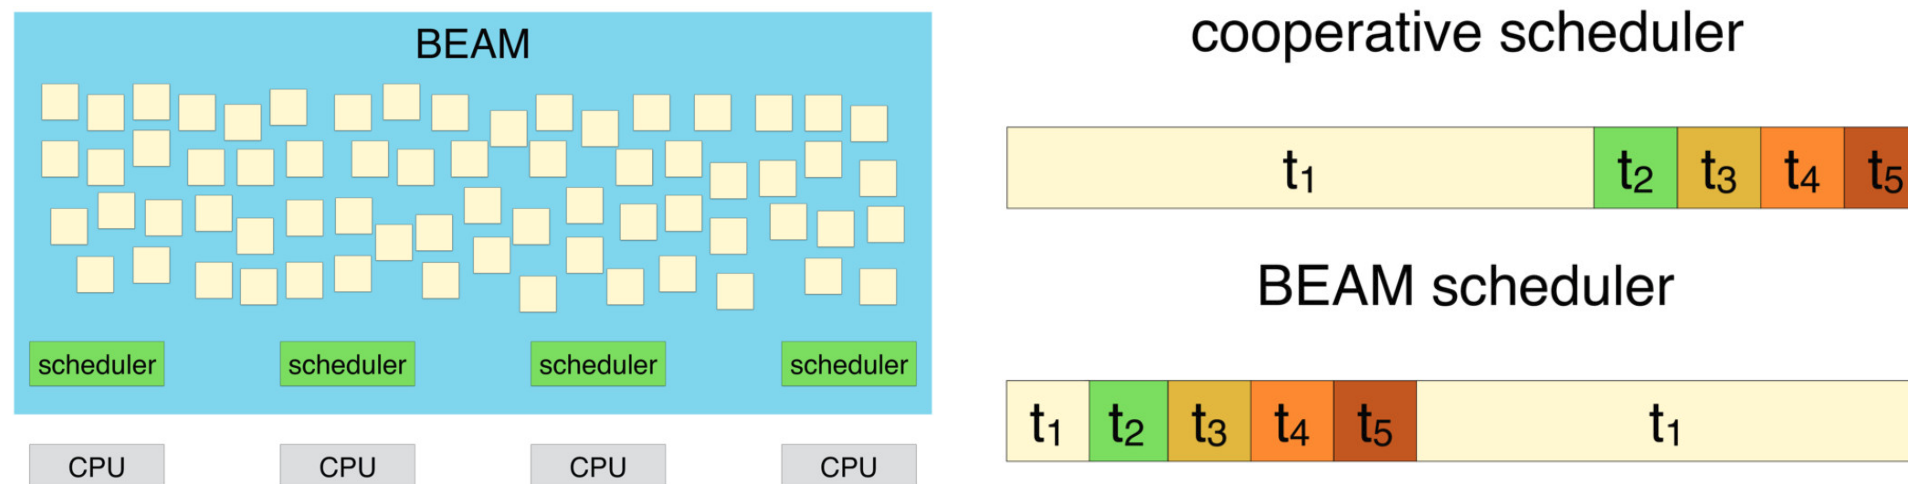 BEAM
scheduler scheduler scheduler scheduler
CPU CPU CPU CPU
cooperative scheduler
t₁ t₂ t₃ t₄ t₅
BEAM scheduler
t₁ t₂ t₃ t₄ t₅ t₁